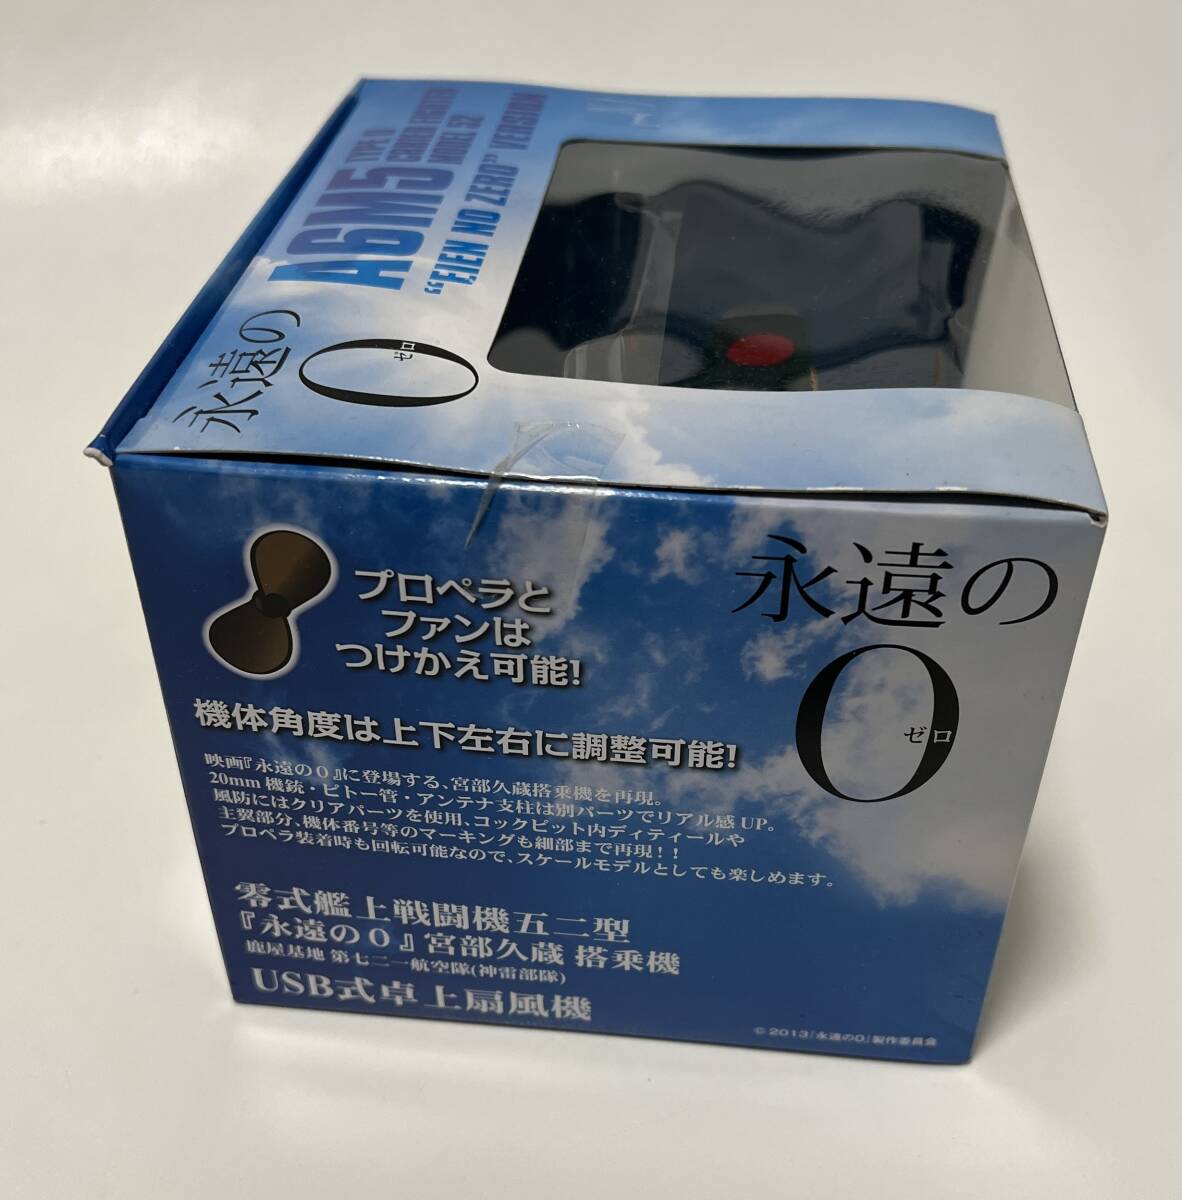 A6M5
TYPE 0
CARRIER FIGHTER
MODEL 52
"EIEN NO ZERO" VERSION
永遠の
0
ゼロ
プロペラと
ファンは
つけかえ可能!
機体角度は上下左右に調整可能!
映画『永遠の0』に登場する、宮部久蔵搭乗機を再現。
20mm機銃・ピトー管・アンテナ支柱は別パーツでリアル感UP。
風防にはクリアパーツを使用、コックピット内ディティールや
主翼部分、機体番号等のマーキングも細部まで再現!!
プロペラ装着時も回転可能なので、スケールモデルとしても楽しめます。
零式艦上戦闘機五二型
『永遠の0』宮部久蔵 搭乗機
鹿屋基地 第七二一航空隊(神雷部隊)
USB式卓上扇風機
永遠の
0
ゼロ
© 2013「永遠の0」製作委員会